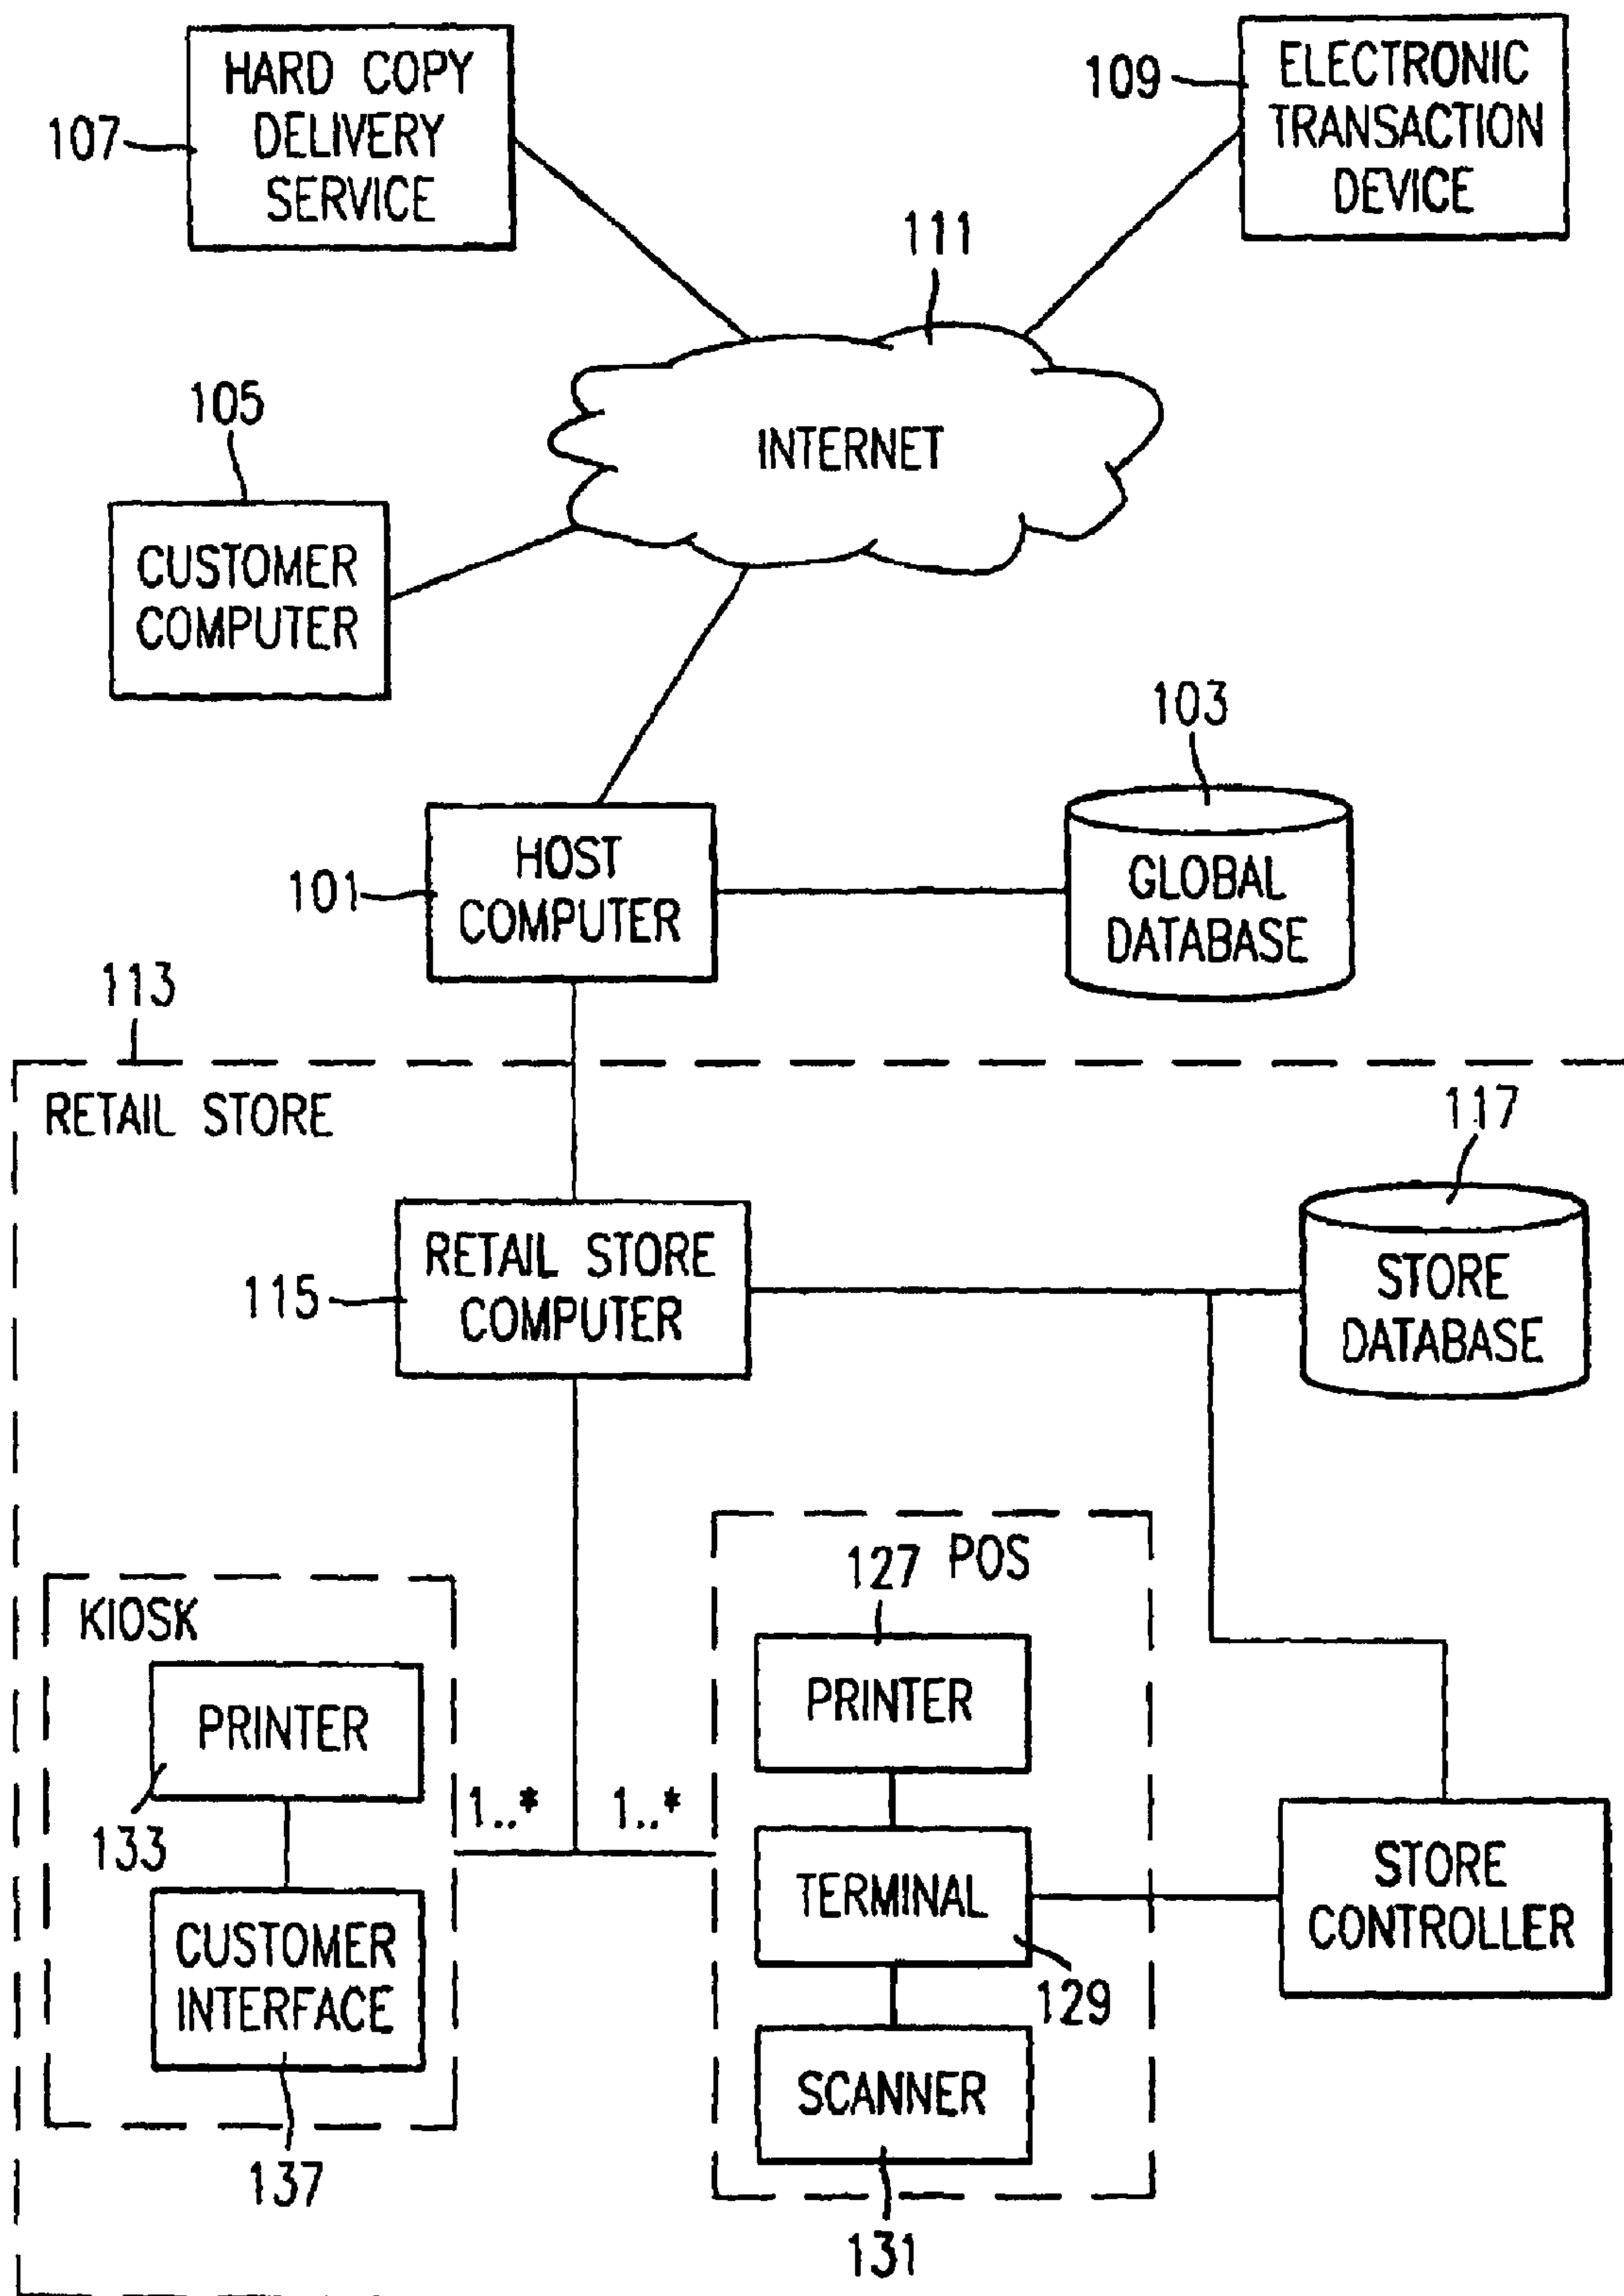 HARD COPY
DELIVERY
SERVICE
107
109
ELECTRONIC
TRANSACTION
DEVICE
111
INTERNET
105
CUSTOMER
COMPUTER
103
GLOBAL
DATABASE
101
HOST
COMPUTER
113
RETAIL STORE
117
STORE
DATABASE
115
RETAIL STORE
COMPUTER
KIOSK
PRINTER
133
CUSTOMER
INTERFACE
137
1..*
1..*
127
POS
PRINTER
TERMINAL
129
SCANNER
131
STORE
CONTROLLER